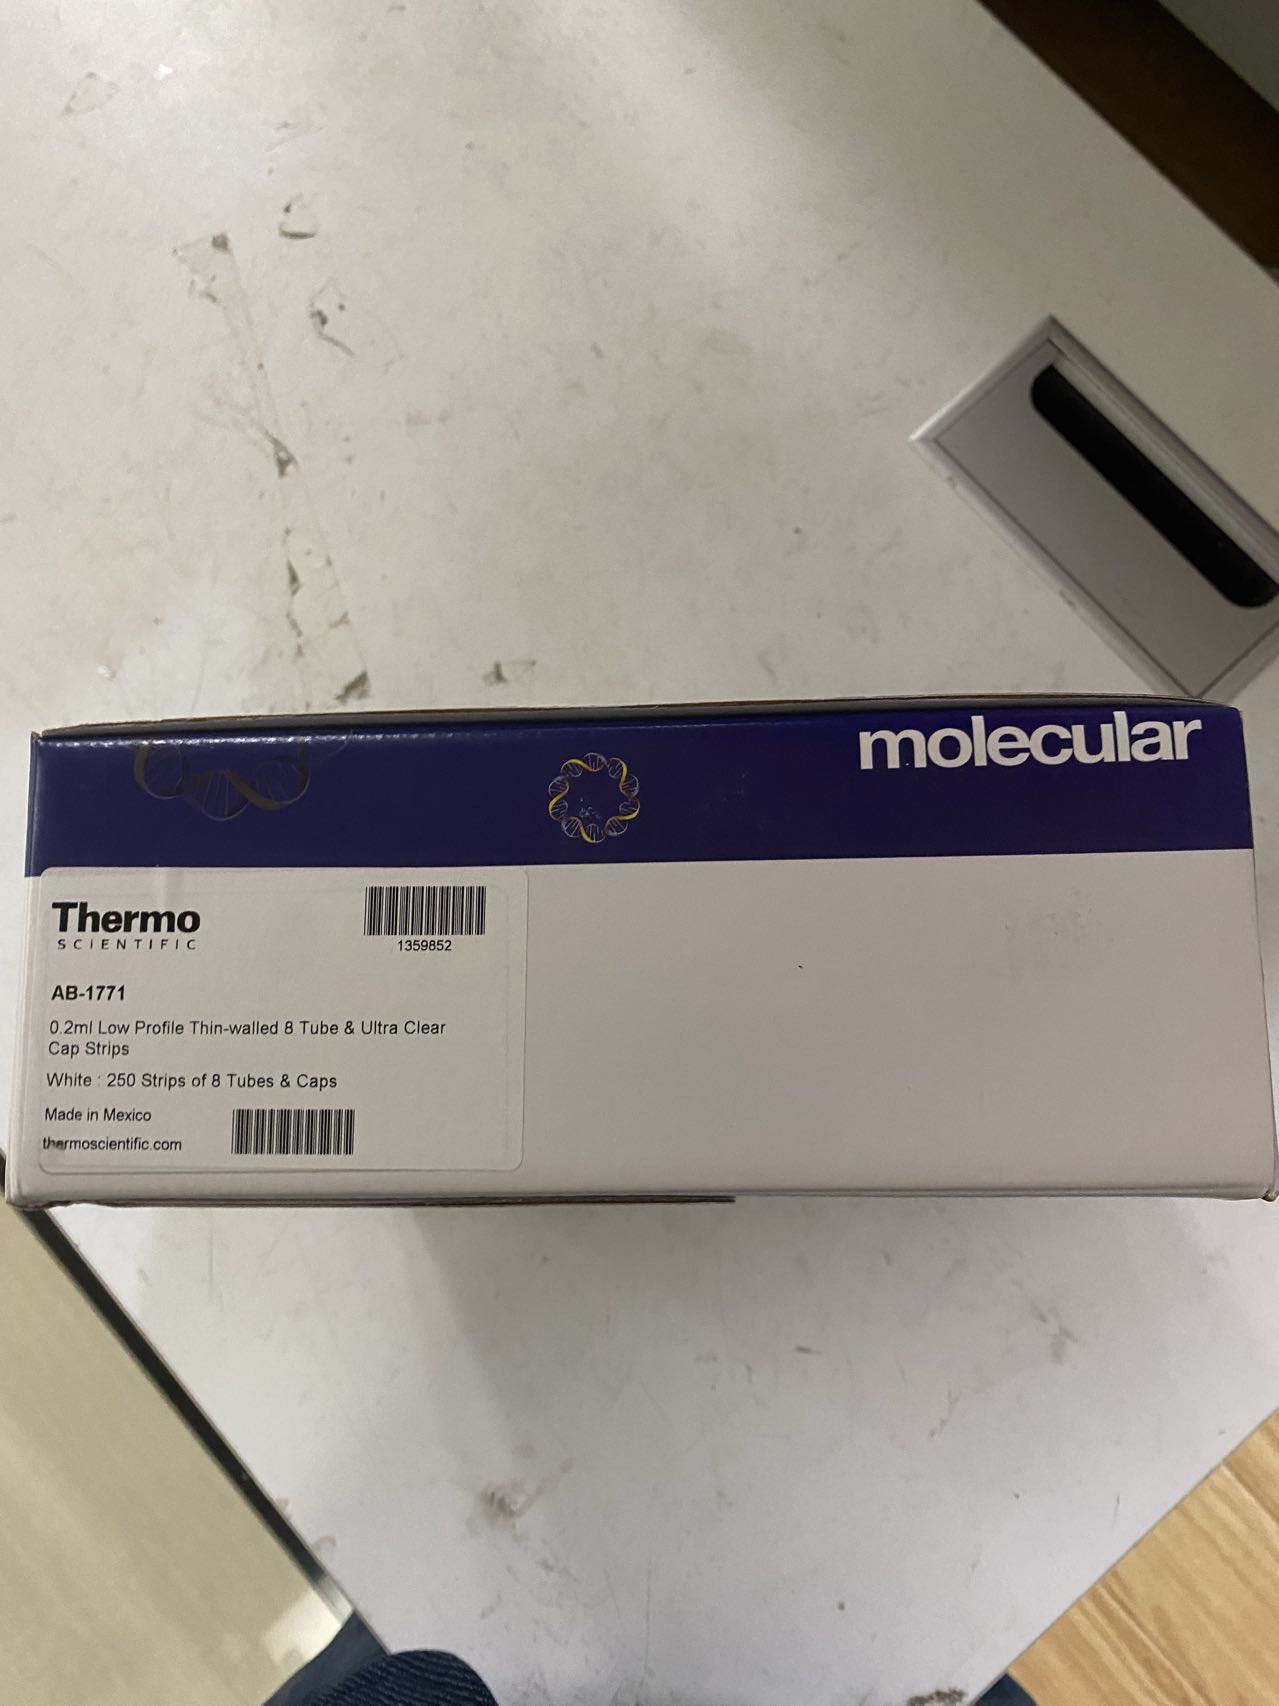 molecular
Thermo
SCIENTIFIC
1359852
AB-1771
0.2ml Low Profile Thin-walled 8 Tube & Ultra Clear
Cap Strips
White : 250 Strips of 8 Tubes & Caps
Made in Mexico
thermoscientific.com